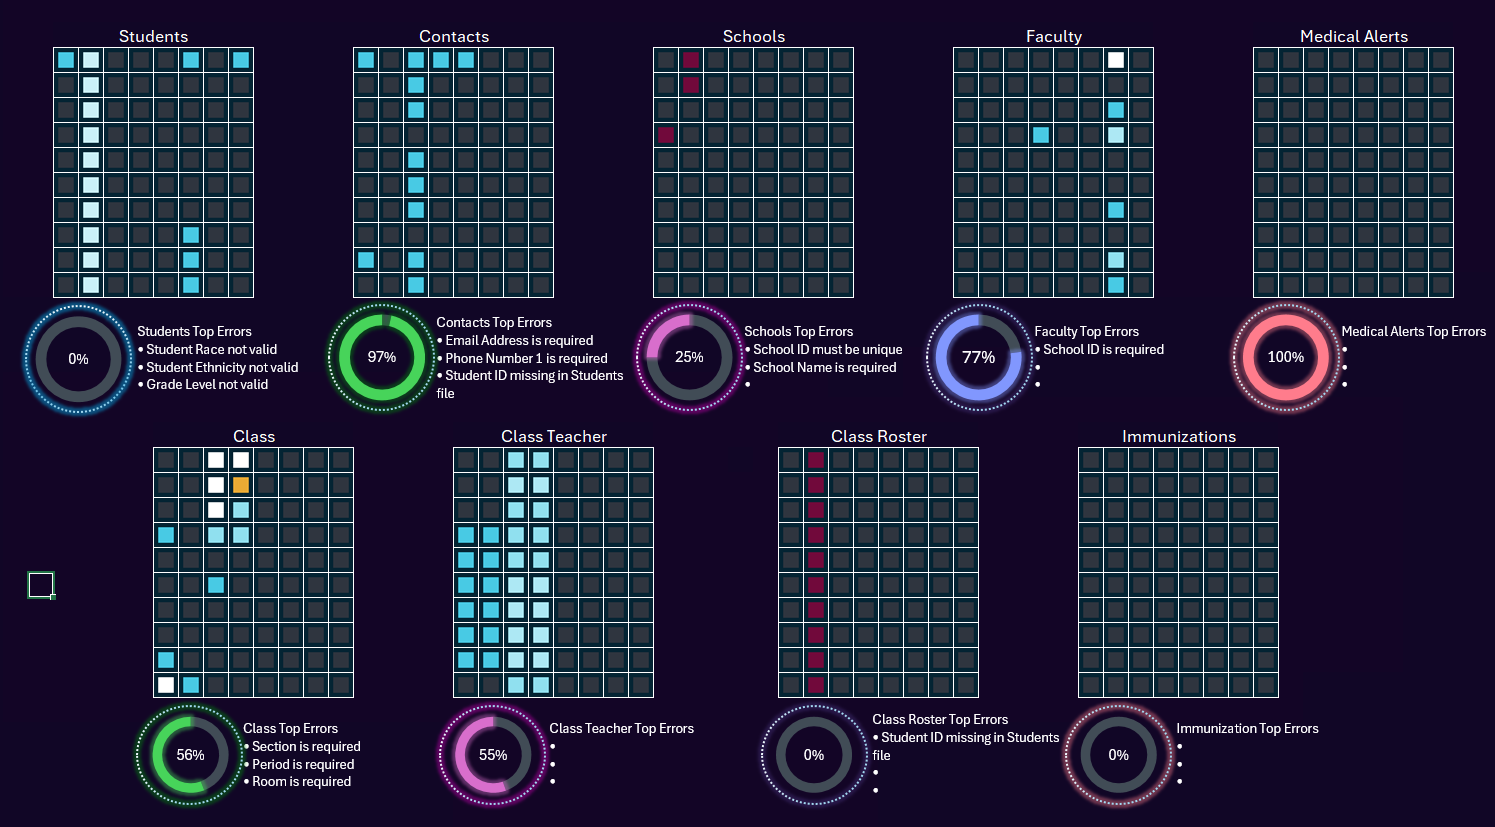 Students
Contacts
Schools
Faculty
Medical Alerts
0%
Students Top Errors
• Student Race not valid
• Student Ethnicity not valid
• Grade Level not valid
97%
Contacts Top Errors
• Email Address is required
• Phone Number 1 is required
• Student ID missing in Students
file
25%
Schools Top Errors
• School ID must be unique
• School Name is required
•
77%
Faculty Top Errors
• School ID is required
•
•
100%
Medical Alerts Top Errors
•
•
•
Class
Class Teacher
Class Roster
Immunizations
56%
Class Top Errors
• Section is required
• Period is required
• Room is required
55%
Class Teacher Top Errors
•
•
•
0%
Class Roster Top Errors
• Student ID missing in Students
file
•
•
0%
Immunization Top Errors
•
•
•